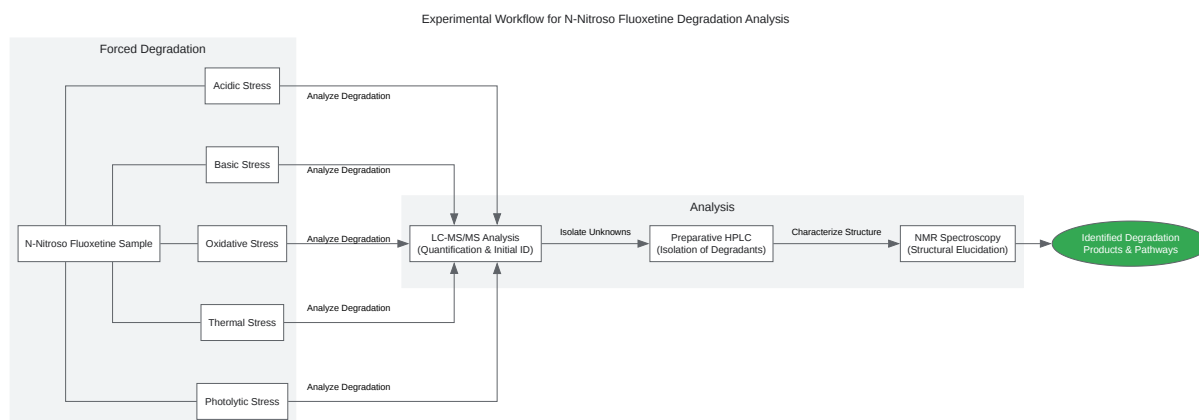 Experimental Workflow for N-Nitroso Fluoxetine Degradation Analysis
Forced Degradation
Acidic Stress
Analyze Degradation
Basic Stress
Analyze Degradation
Analysis
N-Nitroso Fluoxetine Sample
Oxidative Stress
Analyze Degradation
LC-MS/MS Analysis
(Quantification & Initial ID)
Isolate Unknowns
Preparative HPLC
(Isolation of Degradants)
Characterize Structure
NMR Spectroscopy
(Structural Elucidation)
Identified Degradation
Products & Pathways
Thermal Stress
Analyze Degradation
Photolytic Stress
Analyze Degradation